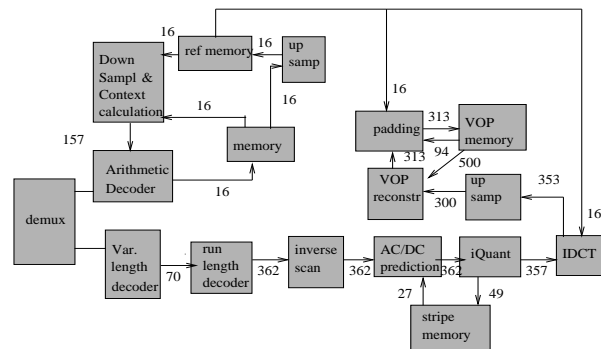 16
ref memory
16
up
samp
Down
Sampl &
Context
calculation
16
16
16
157
memory
Arithmetic
Decoder
16
padding
313
VOP
memory
94
313
500
VOP
reconstr
300
up
samp
353
16
demux
Var.
length
decoder
70
run
length
decoder
362
inverse
scan
362
AC/DC
prediction
362
iQuant
357
IDCT
27
49
stripe
memory